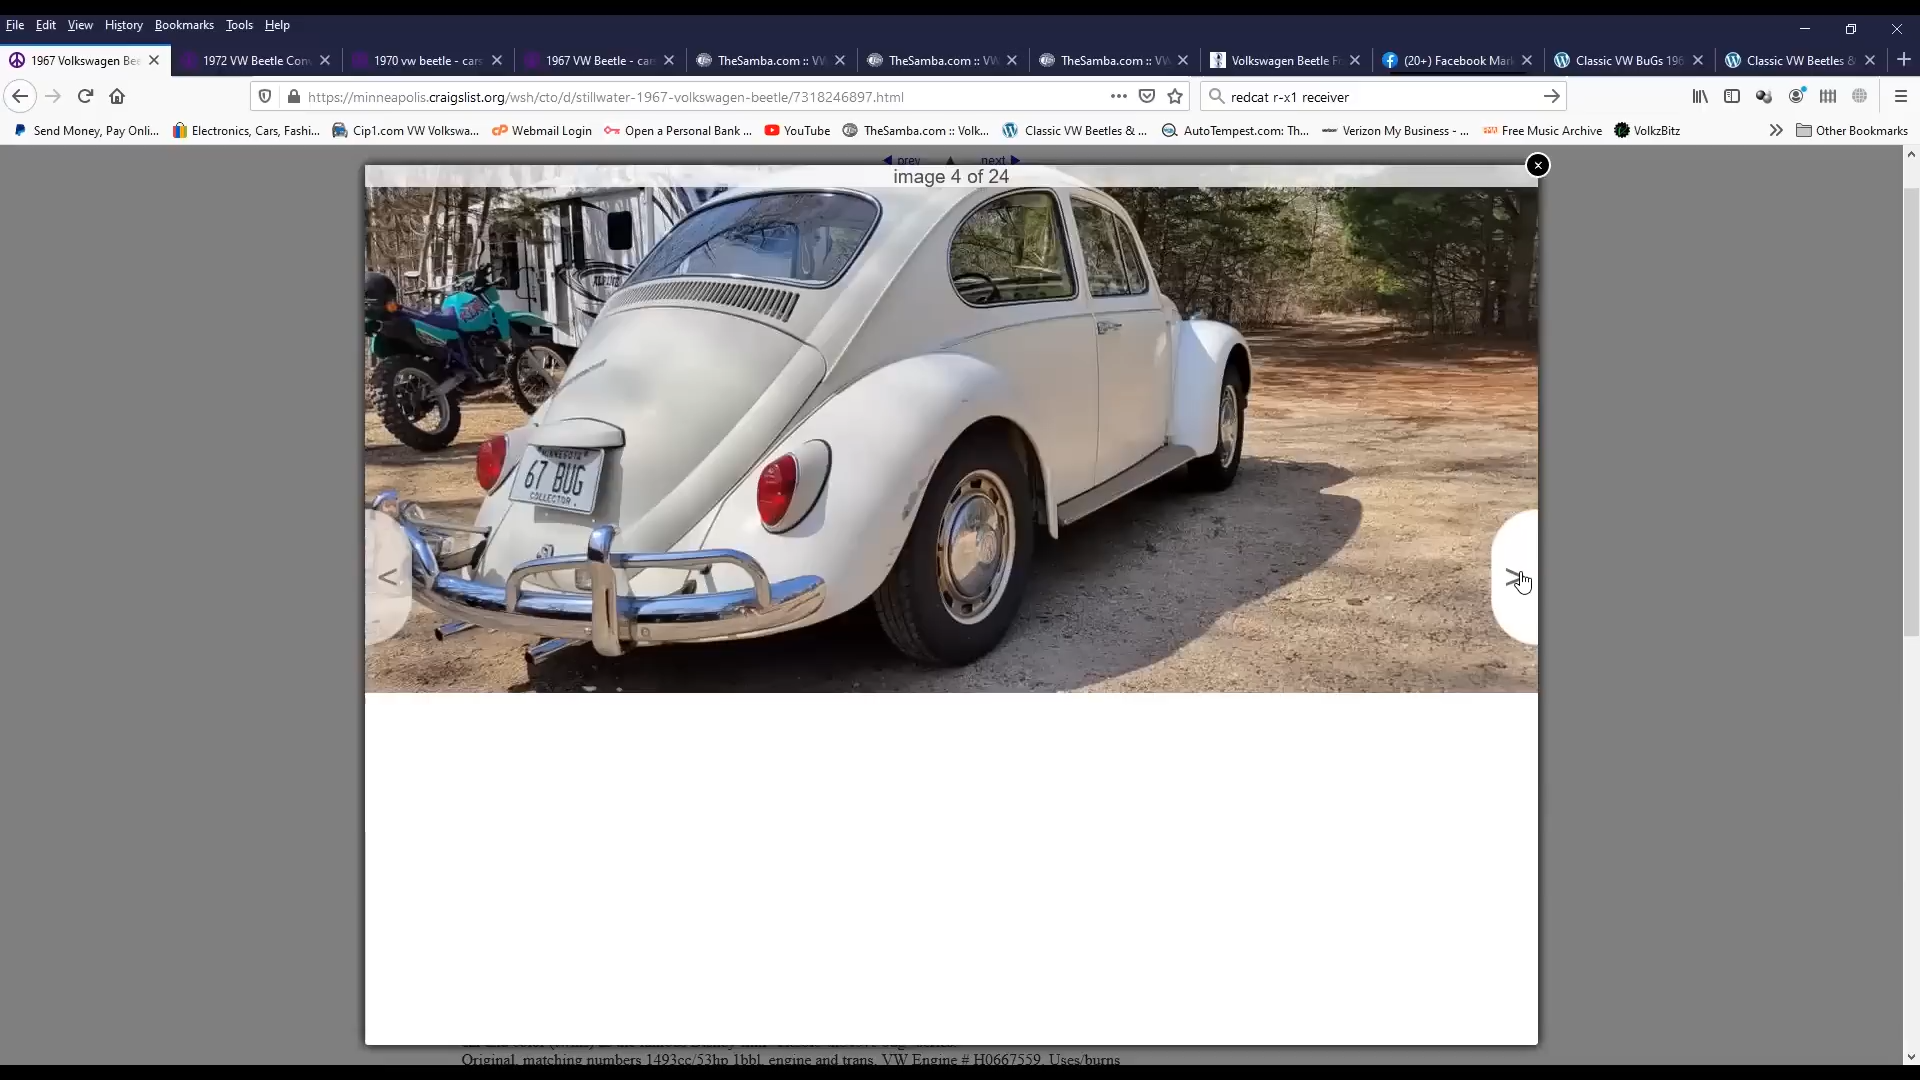 File Edit View History Bookmarks Tools Help
1967 Volkswagen Bee
1972 VW Beetle Con
1970 vw beetle - cars
1967 VW Beetle - car
TheSamba.com :: VW
TheSamba.com :: VW
TheSamba.com :: VW
Volkswagen Beetle Fo
(20+) Facebook Mark
Classic VW BuGs 196
Classic VW Beetles &
https://minneapolis.craigslist.org/wsh/cto/d/stillwater-1967-volkswagen-beetle/7318246897.html
redcat r-x1 receiver
Send Money, Pay Onli...
Electronics, Cars, Fashi...
Cip1.com VW Volkswa...
Webmail Login
Open a Personal Bank ...
YouTube
TheSamba.com :: Volk...
Classic VW Beetles & ...
AutoTempest.com: Th...
Verizon My Business - ...
Free Music Archive
VolkzBitz
Other Bookmarks
prev next
image 4 of 24
MINNESOTA
67 BUG
COLLECTOR
< >
Original, matching numbers 1493cc/53hp 1bbl, engine and trans. VW Engine # H0667559. Uses/burns